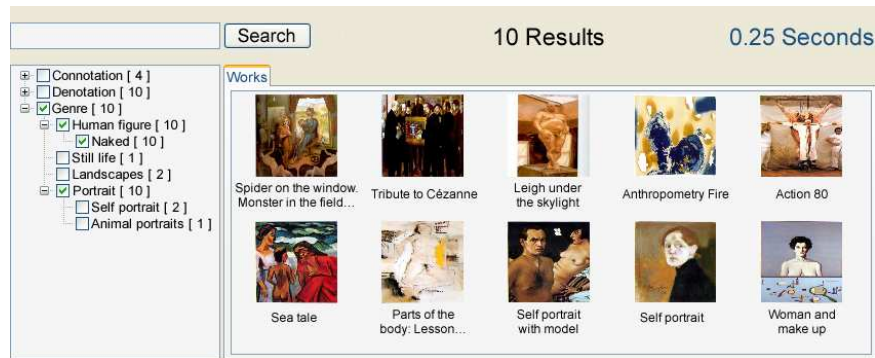 Search
10 Results
0.25 Seconds
Connotation [ 4 ]
Denotation [ 10 ]
Genre [ 10 ]
Human figure [ 10 ]
Naked [ 10 ]
Still life [ 1 ]
Landscapes [ 2 ]
Portrait [ 10 ]
Self portrait [ 2 ]
Animal portraits [ 1 ]
Works
Spider on the window.
Monster in the field...
Tribute to Cézanne
Leigh under
the skylight
Anthropometry Fire
Action 80
Sea tale
Parts of the
body: Lesson...
Self portrait
with model
Self portrait
Woman and
make up